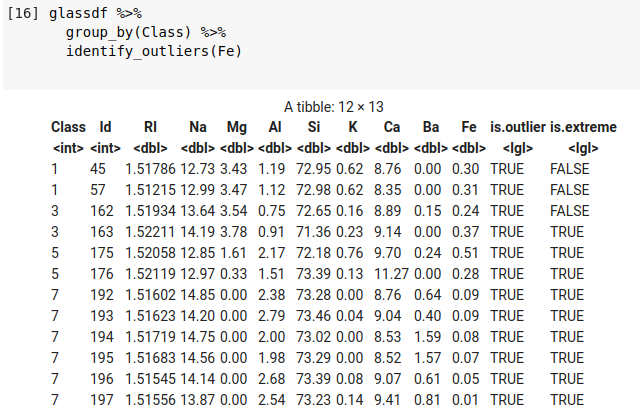 [16] glassdf %>%
group_by(Class) %>%
identify_outliers(Fe)
A tibble: 12 × 13
Class Id RI Na Mg Al Si K Ca Ba Fe is.outlier is.extreme
<int> <int> <dbl> <dbl> <dbl> <dbl> <dbl> <dbl> <dbl> <dbl> <dbl> <lgl> <lgl>
1 45 1.51786 12.73 3.43 1.19 72.95 0.62 8.76 0.00 0.30 TRUE FALSE
1 57 1.51215 12.99 3.47 1.12 72.98 0.62 8.35 0.00 0.31 TRUE FALSE
3 162 1.51934 13.64 3.54 0.75 72.65 0.16 8.89 0.15 0.24 TRUE FALSE
3 163 1.52211 14.19 3.78 0.91 71.36 0.23 9.14 0.00 0.37 TRUE TRUE
5 175 1.52058 12.85 1.61 2.17 72.18 0.76 9.70 0.24 0.51 TRUE TRUE
5 176 1.52119 12.97 0.33 1.51 73.39 0.13 11.27 0.00 0.28 TRUE TRUE
7 192 1.51602 14.85 0.00 2.38 73.28 0.00 8.76 0.64 0.09 TRUE TRUE
7 193 1.51623 14.20 0.00 2.79 73.46 0.04 9.04 0.40 0.09 TRUE TRUE
7 194 1.51719 14.75 0.00 2.00 73.02 0.00 8.53 1.59 0.08 TRUE TRUE
7 195 1.51683 14.56 0.00 1.98 73.29 0.00 8.52 1.57 0.07 TRUE TRUE
7 196 1.51545 14.14 0.00 2.68 73.39 0.08 9.07 0.61 0.05 TRUE TRUE
7 197 1.51556 13.87 0.00 2.54 73.23 0.14 9.41 0.81 0.01 TRUE TRUE